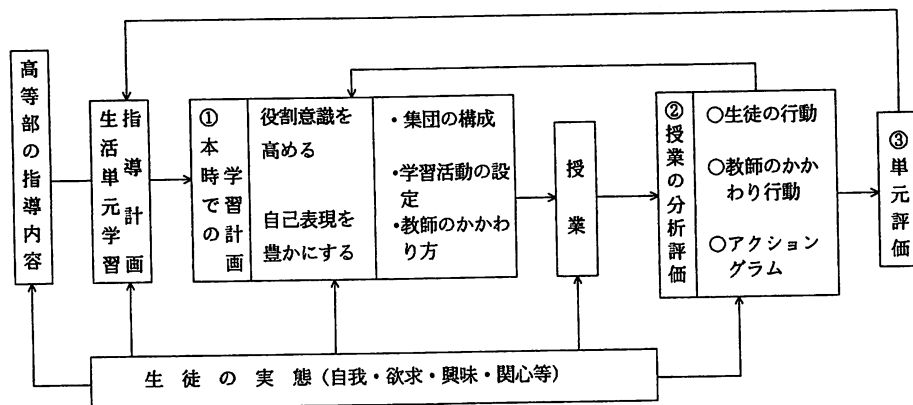 高等部の指導内容
生活単元学習
指導計画
①本時での
学習計画
役割意識を
高める
自己表現を
豊かにする
・集団の構成
・学習活動の設
定
・教師のかかわ
り方
授業
②授業の分析評価
○生徒の行動
○教師のかか
わり行動
○アクション
グラム
③単元評価
生徒の実態(自我・欲求・興味・関心等)